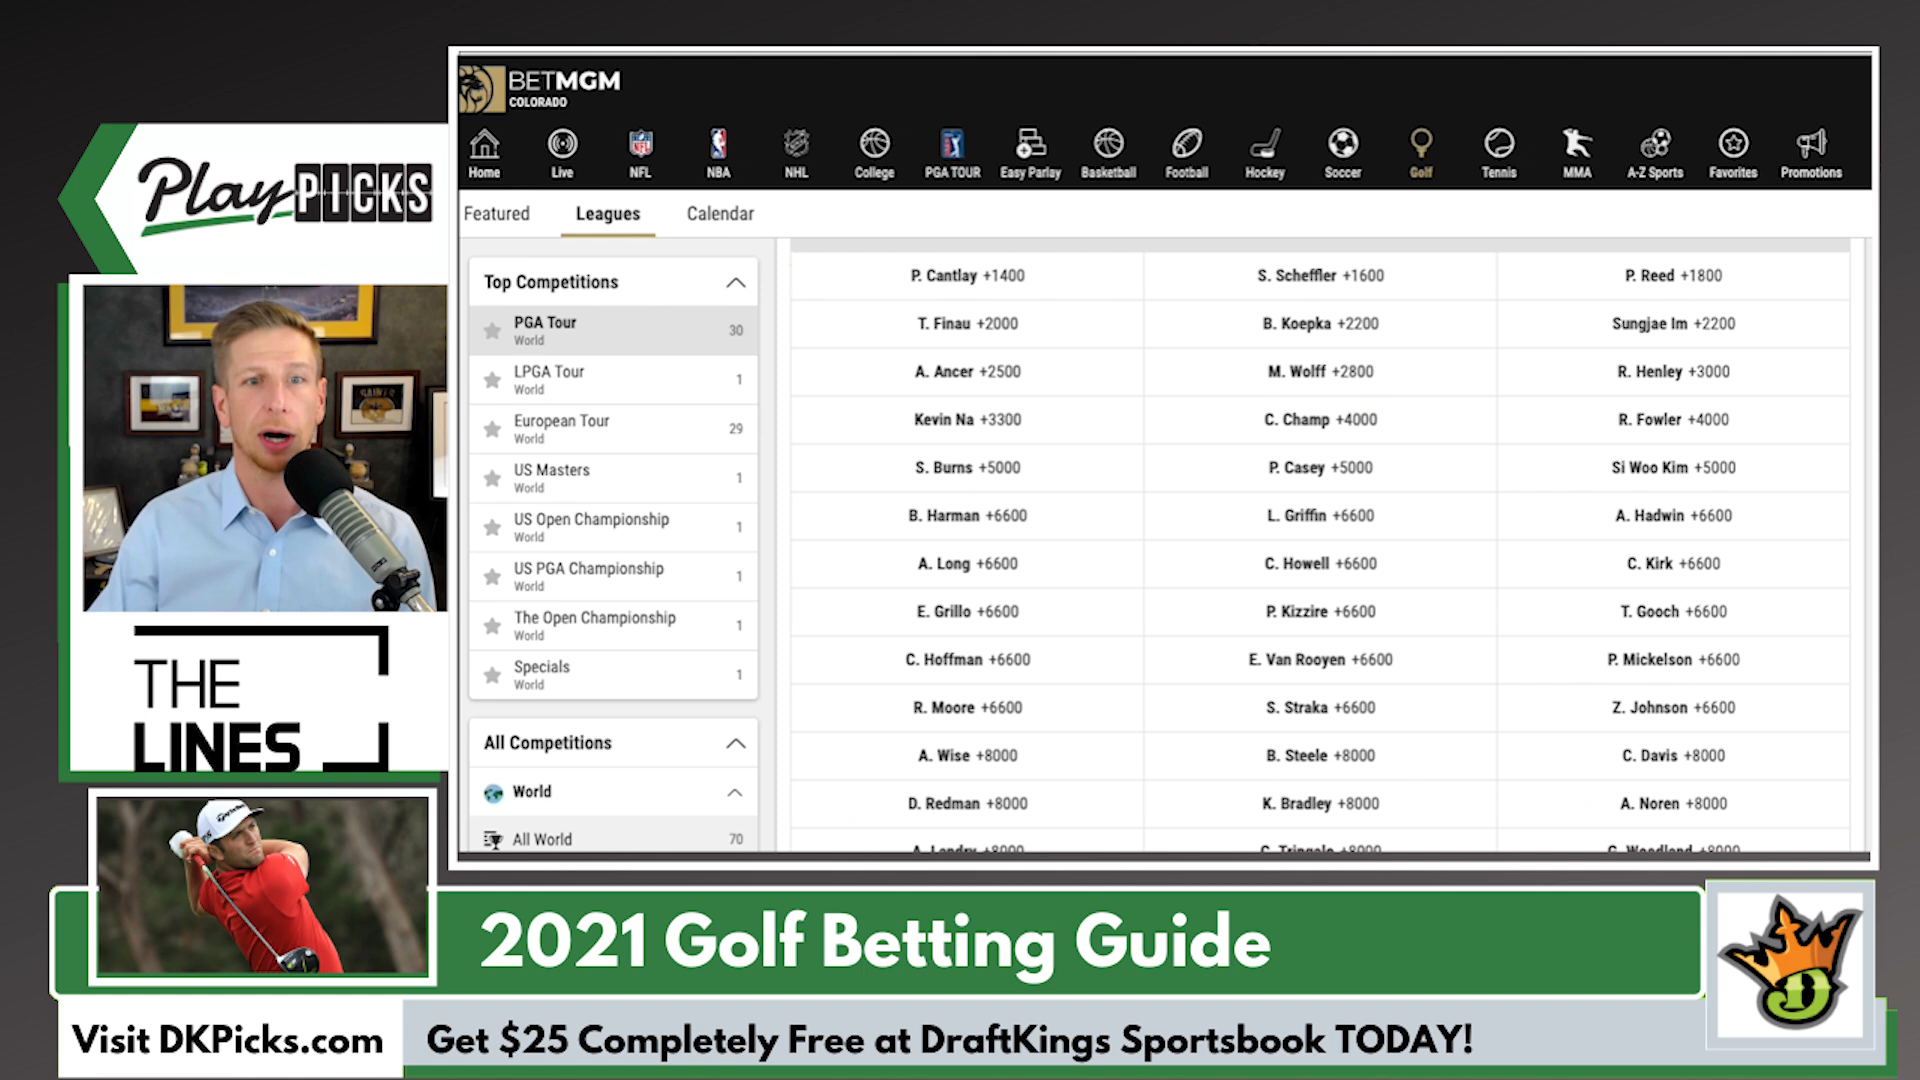 Play PICKS
THE
LINES
BETMGM
COLORADO
Home
Live
NFL
NBA
NHL
College
PGA TOUR
Easy Parlay
Basketball
Football
Hockey
Soccer
Golf
Tennis
MMA
A-Z Sports
Favorites
Promotions
Featured
Leagues
Calendar
Top Competitions
PGA Tour 30
World
LPGA Tour 1
World
European Tour 29
World
US Masters 1
World
US Open Championship 1
World
US PGA Championship 1
World
The Open Championship 1
World
Specials 1
World
All Competitions
World
All World 70
P. Cantlay +1400 S. Scheffler +1600 P. Reed +1800
T. Finau +2000 B. Koepka +2200 Sungjae Im +2200
A. Ancer +2500 M. Wolff +2800 R. Henley +3000
Kevin Na +3300 C. Champ +4000 R. Fowler +4000
S. Burns +5000 P. Casey +5000 Si Woo Kim +5000
B. Harman +6600 L. Griffin +6600 A. Hadwin +6600
A. Long +6600 C. Howell +6600 C. Kirk +6600
E. Grillo +6600 P. Kizzire +6600 T. Gooch +6600
C. Hoffman +6600 E. Van Rooyen +6600 P. Mickelson +6600
R. Moore +6600 S. Straka +6600 Z. Johnson +6600
A. Wise +8000 B. Steele +8000 C. Davis +8000
D. Redman +8000 K. Bradley +8000 A. Noren +8000
A. Landry +8000 C. Tringale +8000 G. Woodland +8000
2021 Golf Betting Guide
Visit DKPicks.com
Get $25 Completely Free at DraftKings Sportsbook TODAY!